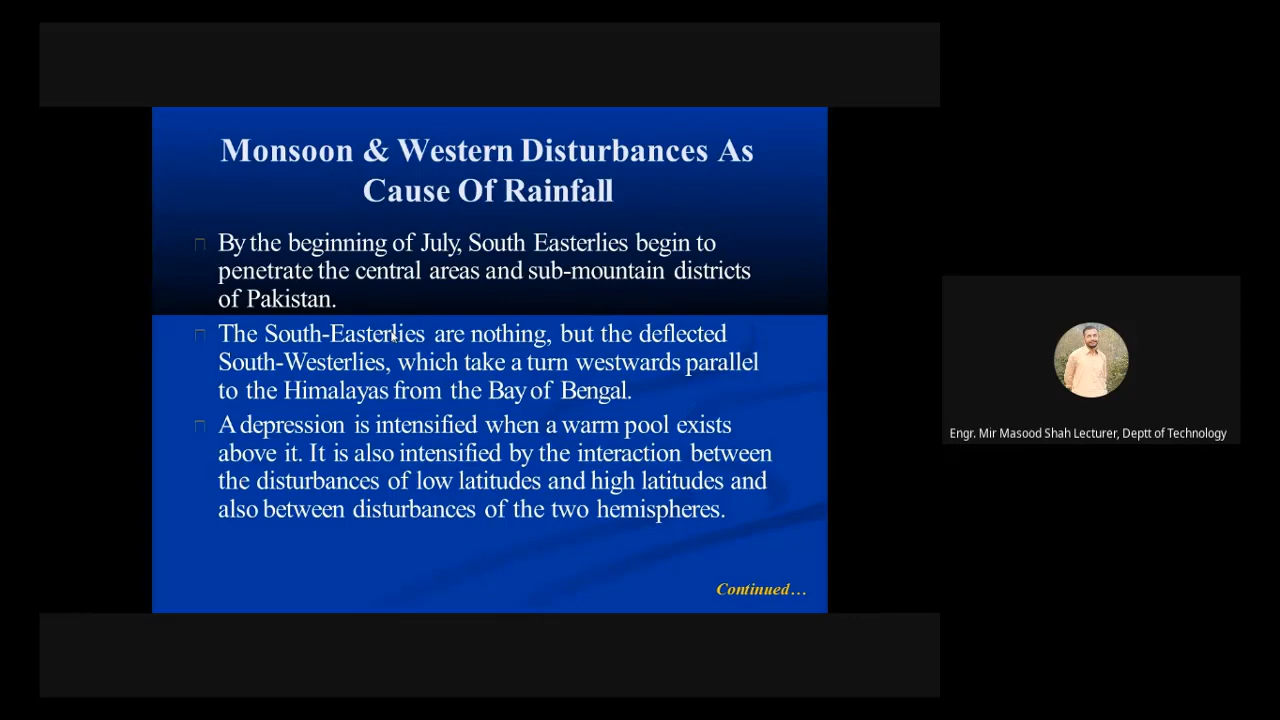 Monsoon & Western Disturbances As
Cause Of Rainfall
By the beginning of July, South Easterlies begin to
penetrate the central areas and sub-mountain districts
of Pakistan.
The South-Easterlies are nothing, but the deflected
South-Westerlies, which take a turn westwards parallel
to the Himalayas from the Bay of Bengal.
A depression is intensified when a warm pool exists
above it. It is also intensified by the interaction between
the disturbances of low latitudes and high latitudes and
also between disturbances of the two hemispheres.
Continued…
Engr. Mir Masood Shah Lecturer, Deptt of Technology